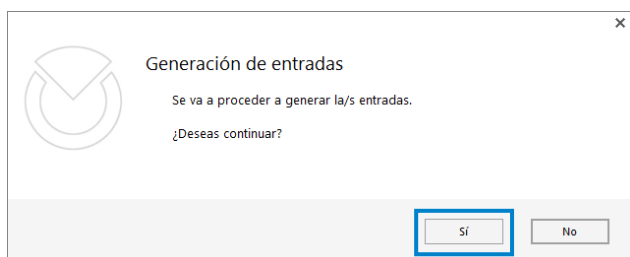 Generación de entradas
Se va a proceder a generar la/s entradas.
¿Deseas continuar?
Sí
No